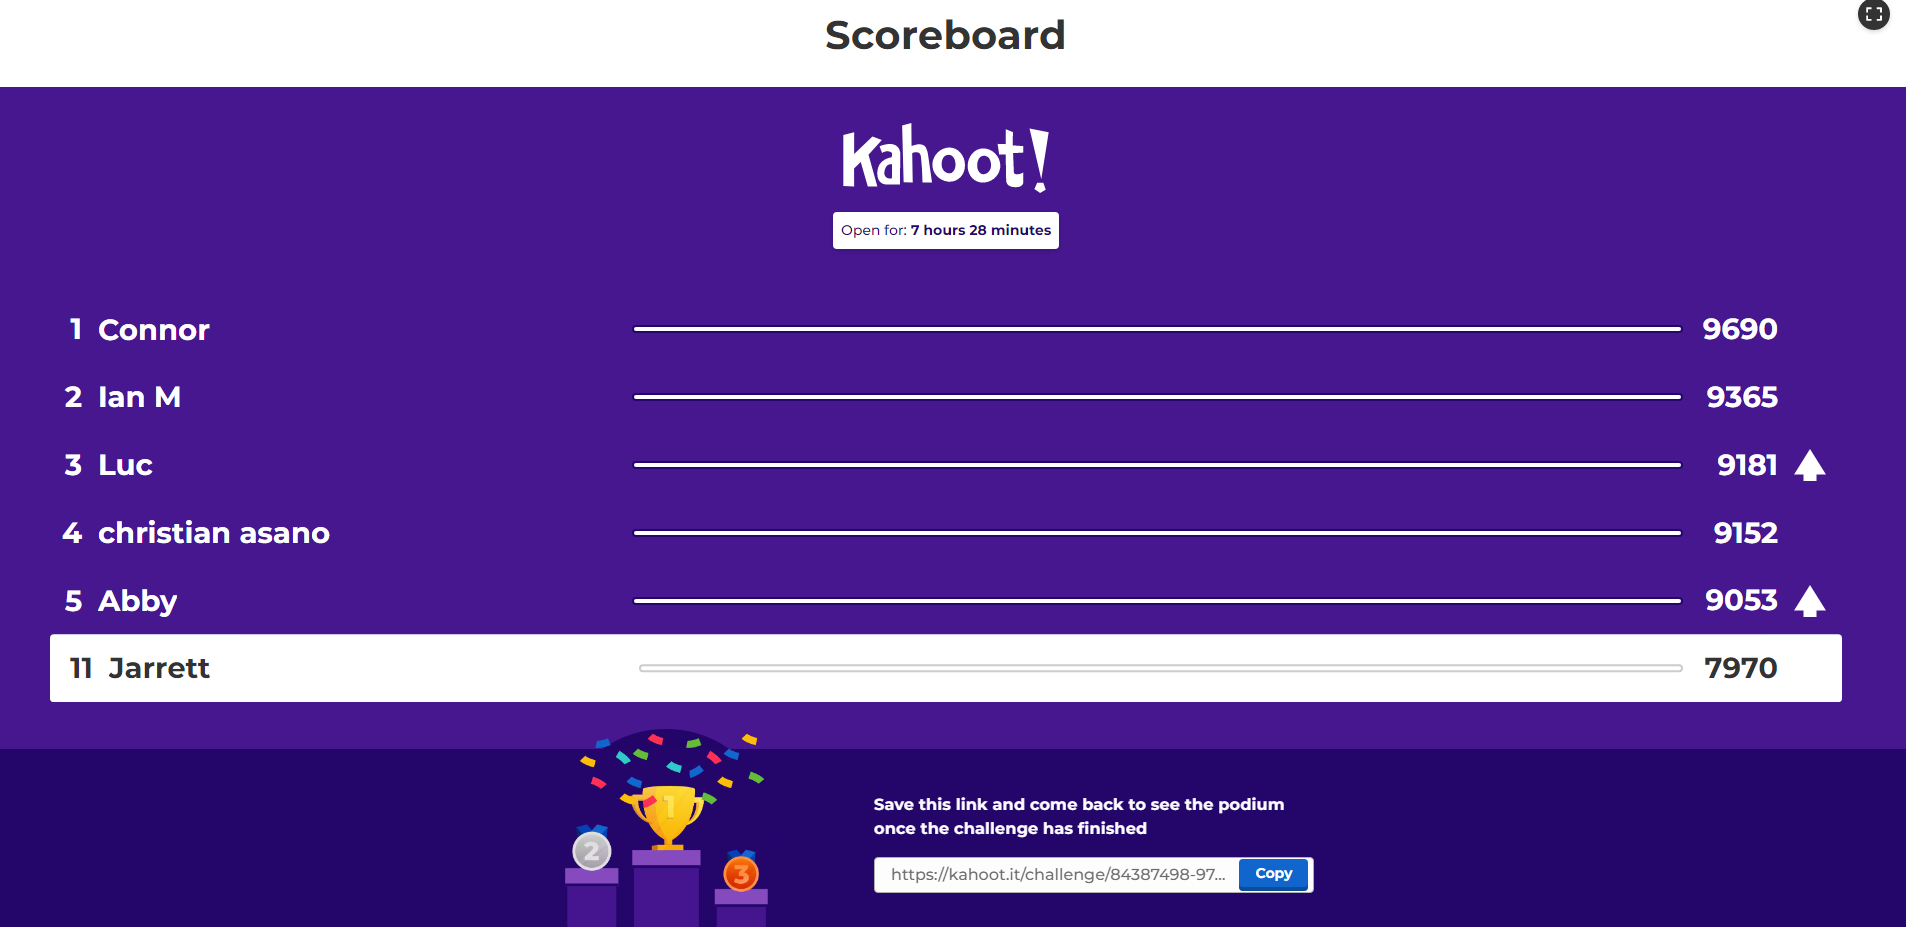 Scoreboard
Kahoot!
Open for: 7 hours 28 minutes
1 Connor 9690
2 Ian M 9365
3 Luc 9181
4 christian asano 9152
5 Abby 9053
11 Jarrett 7970
1
2
3
Save this link and come back to see the podium
once the challenge has finished
https://kahoot.it/challenge/84387498-97... Copy